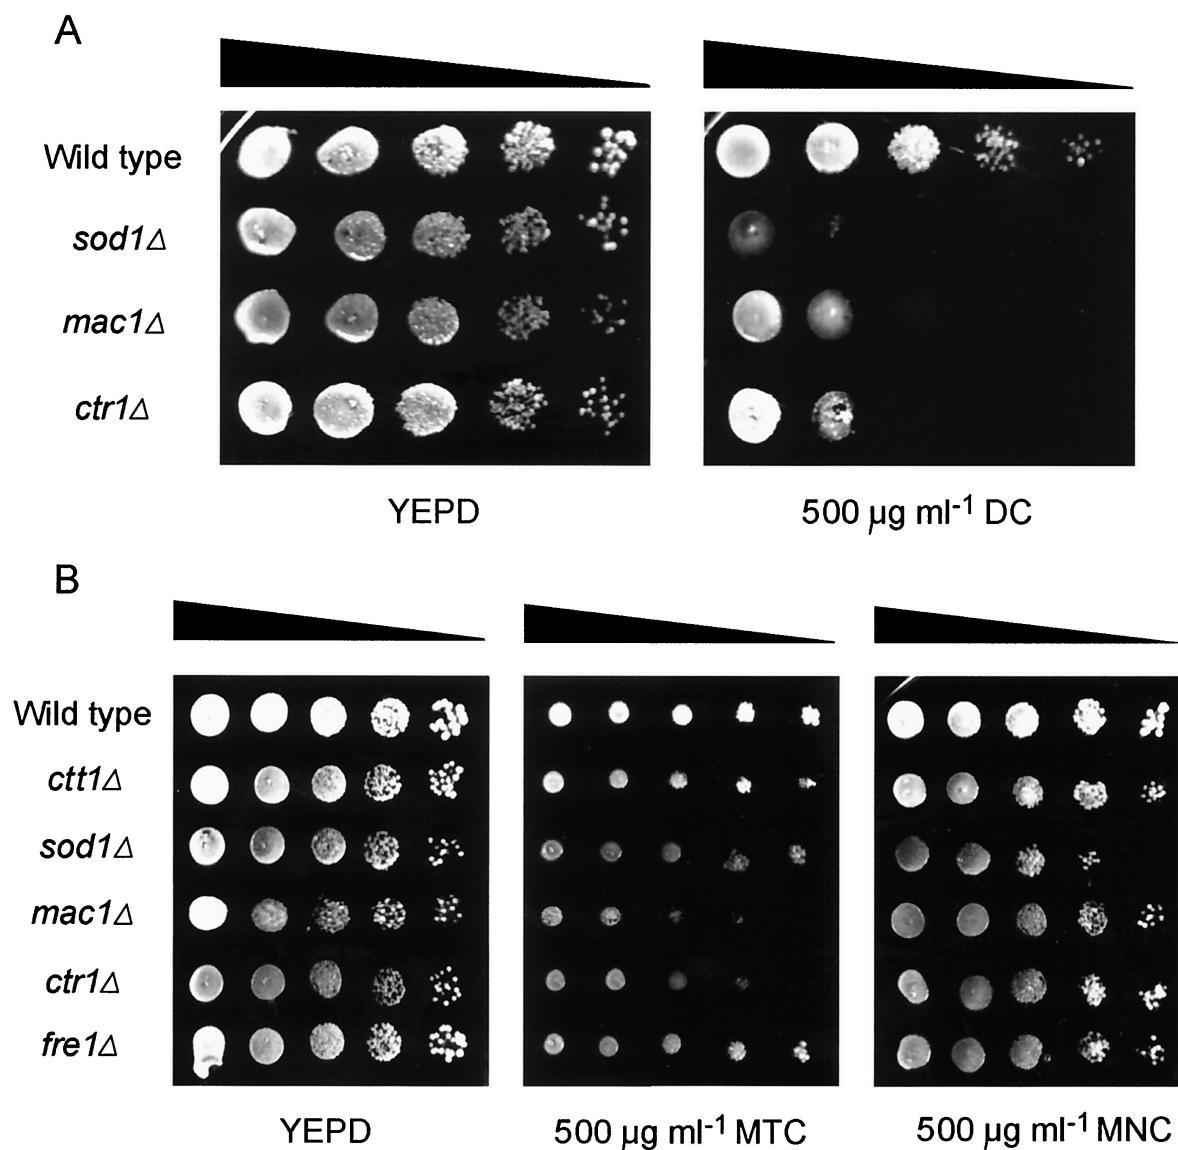 A
Wild type
sod1Δ
mac1Δ
ctr1Δ
YEPD
500 µg ml-1 DC
B
Wild type
ctt1Δ
sod1Δ
mac1Δ
ctr1Δ
fre1Δ
YEPD
500 µg ml-1 MTC
500 µg ml-1 MNC